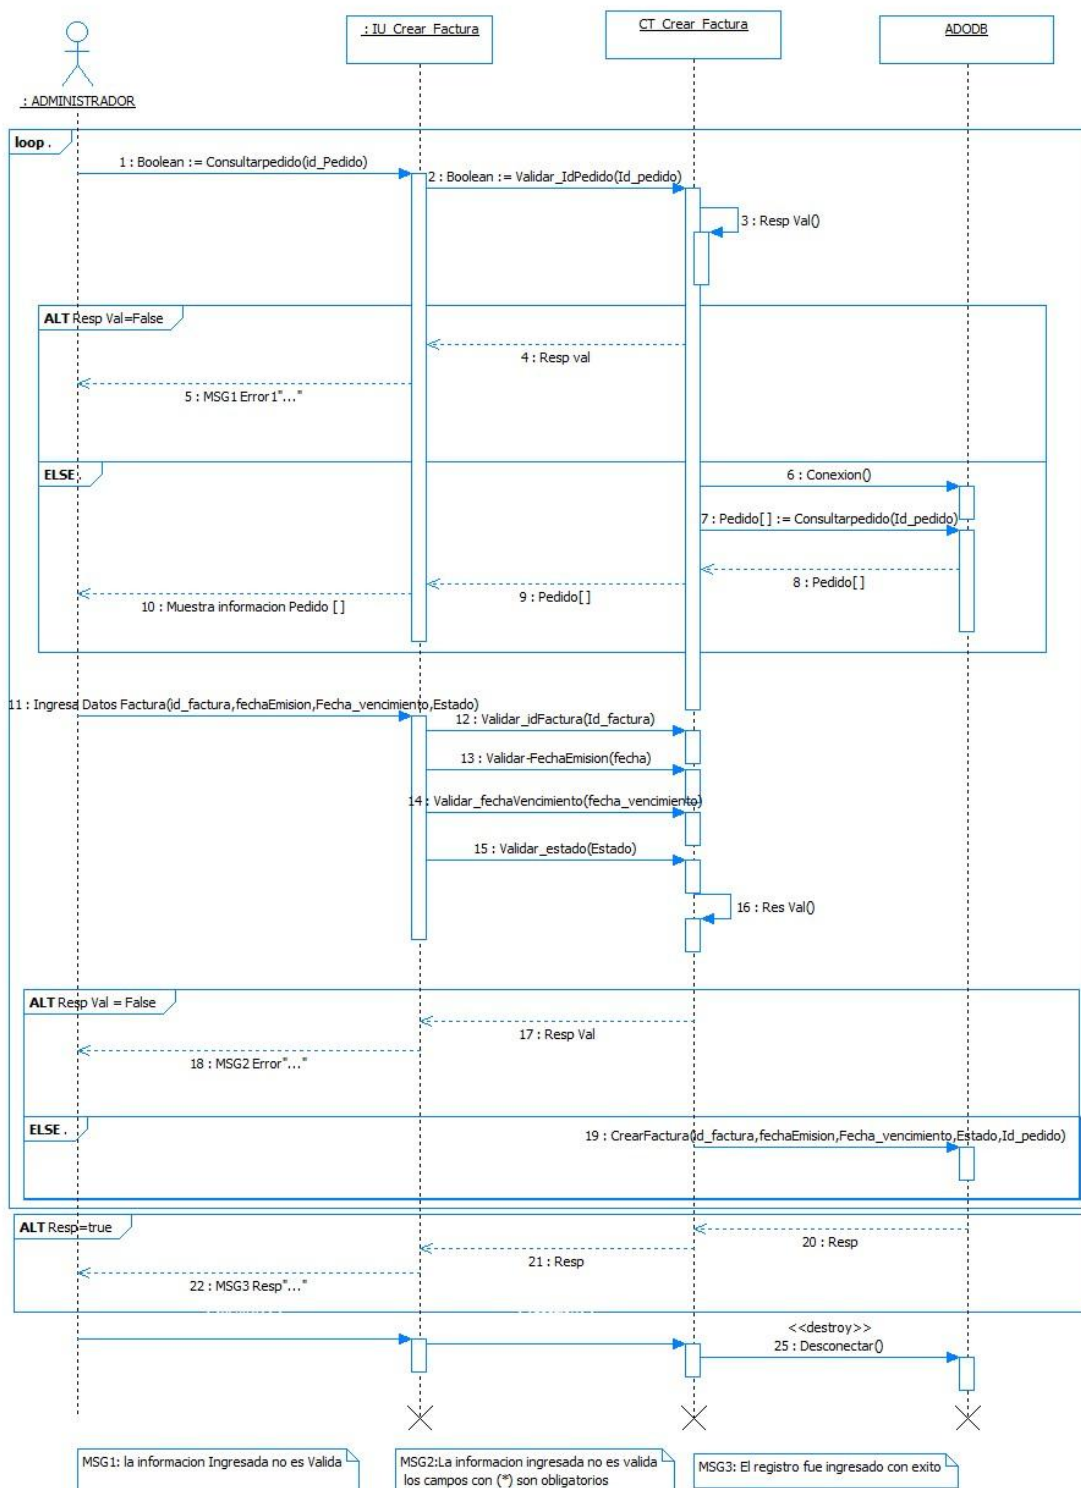 : IU_Crear_Factura
CT_Crear_Factura
ADODB
: ADMINISTRADOR
loop .
1 : Boolean := Consultarpedido(id_Pedido)
2 : Boolean := Validar_IdPedido(Id_pedido)
3 : Resp Val()
ALT Resp Val=False
4 : Resp val
5 : MSG1 Error1"..."
ELSE .
6 : Conexion()
7 : Pedido[ ] := Consultarpedido(Id_pedido)
8 : Pedido[ ]
9 : Pedido[ ]
10 : Muestra informacion Pedido [ ]
11 : Ingresa Datos Factura(id_factura,fechaEmision,Fecha_vencimiento,Estado)
12 : Validar_idFactura(Id_factura)
13 : Validar-FechaEmision(fecha)
14 : Validar_fechaVencimiento(fecha_vencimiento)
15 : Validar_estado(Estado)
16 : Res Val()
ALT Resp Val = False
17 : Resp Val
18 : MSG2 Error"..."
ELSE .
19 : CrearFactura(id_factura,fechaEmision,Fecha_vencimiento,Estado,Id_pedido)
ALT Resp=true
20 : Resp
21 : Resp
22 : MSG3 Resp"..."
<<destroy>>
25 : Desconectar()
MSG1: la informacion Ingresada no es Valida
MSG2:La informacion ingresada no es valida
los campos con (*) son obligatorios
MSG3: El registro fue ingresado con exito